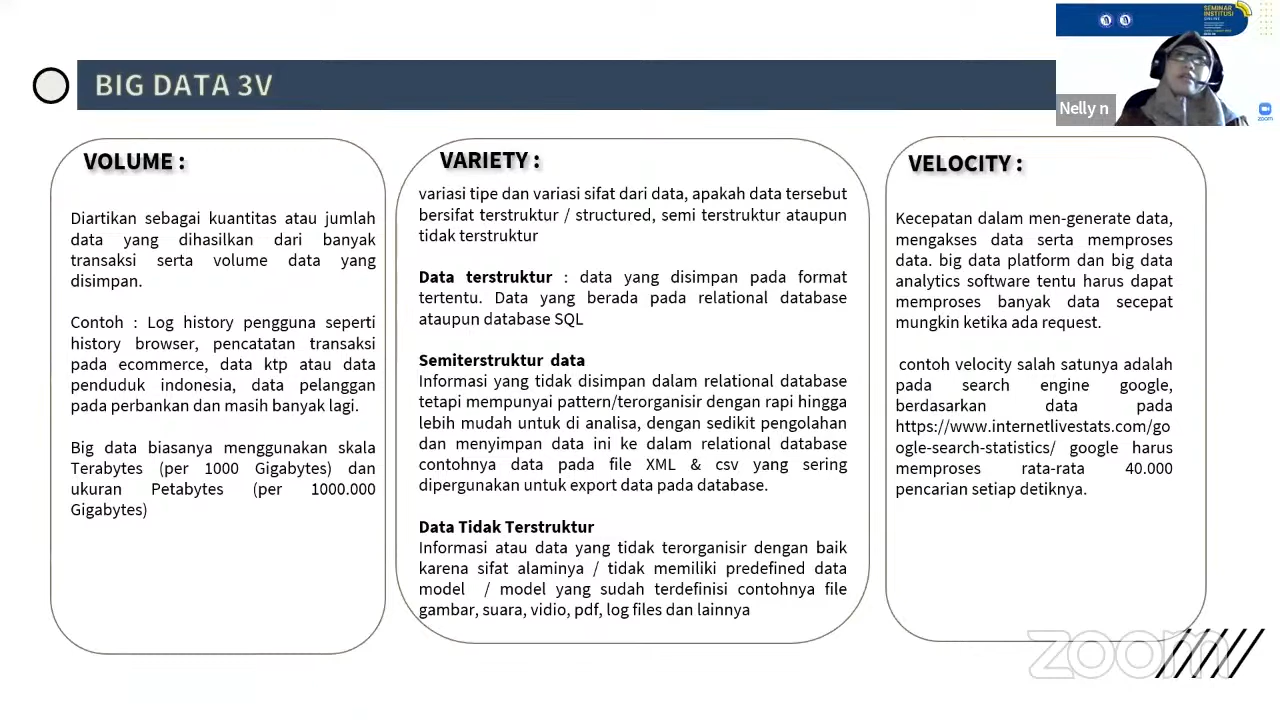 SEMINAR
INSTITUSI
BIG DATA 3V
Nelly n
zoom
VOLUME :
Diartikan sebagai kuantitas atau jumlah
data yang dihasilkan dari banyak
transaksi serta volume data yang
disimpan.
Contoh : Log history pengguna seperti
history browser, pencatatan transaksi
pada ecommerce, data ktp atau data
penduduk indonesia, data pelanggan
pada perbankan dan masih banyak lagi.
Big data biasanya menggunakan skala
Terabytes (per 1000 Gigabytes) dan
ukuran Petabytes (per 1000.000
Gigabytes)
VARIETY :
variasi tipe dan variasi sifat dari data, apakah data tersebut
bersifat terstruktur / structured, semi terstruktur ataupun
tidak terstruktur
Data terstruktur : data yang disimpan pada format
tertentu. Data yang berada pada relational database
ataupun database SQL
Semiterstruktur data
Informasi yang tidak disimpan dalam relational database
tetapi mempunyai pattern/terorganisir dengan rapi hingga
lebih mudah untuk di analisa, dengan sedikit pengolahan
dan menyimpan data ini ke dalam relational database
contohnya data pada file XML & csv yang sering
dipergunakan untuk export data pada database.
Data Tidak Terstruktur
Informasi atau data yang tidak terorganisir dengan baik
karena sifat alaminya / tidak memiliki predefined data
model / model yang sudah terdefinisi contohnya file
gambar, suara, vidio, pdf, log files dan lainnya
VELOCITY :
Kecepatan dalam men-generate data,
mengakses data serta memproses
data. big data platform dan big data
analytics software tentu harus dapat
memproses banyak data secepat
mungkin ketika ada request.
contoh velocity salah satunya adalah
pada search engine google,
berdasarkan data pada
https://www.internetlivestats.com/go
ogle-search-statistics/ google harus
memproses rata-rata 40.000
pencarian setiap detiknya.
zoom